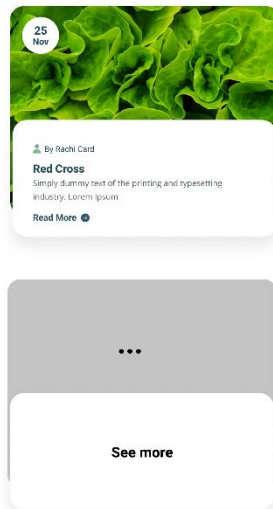 25
Nov
By Rachi Card
Red Cross
Simply dummy text of the printing and typesetting
industry. Lorem Ipsum
Read More
...
See more